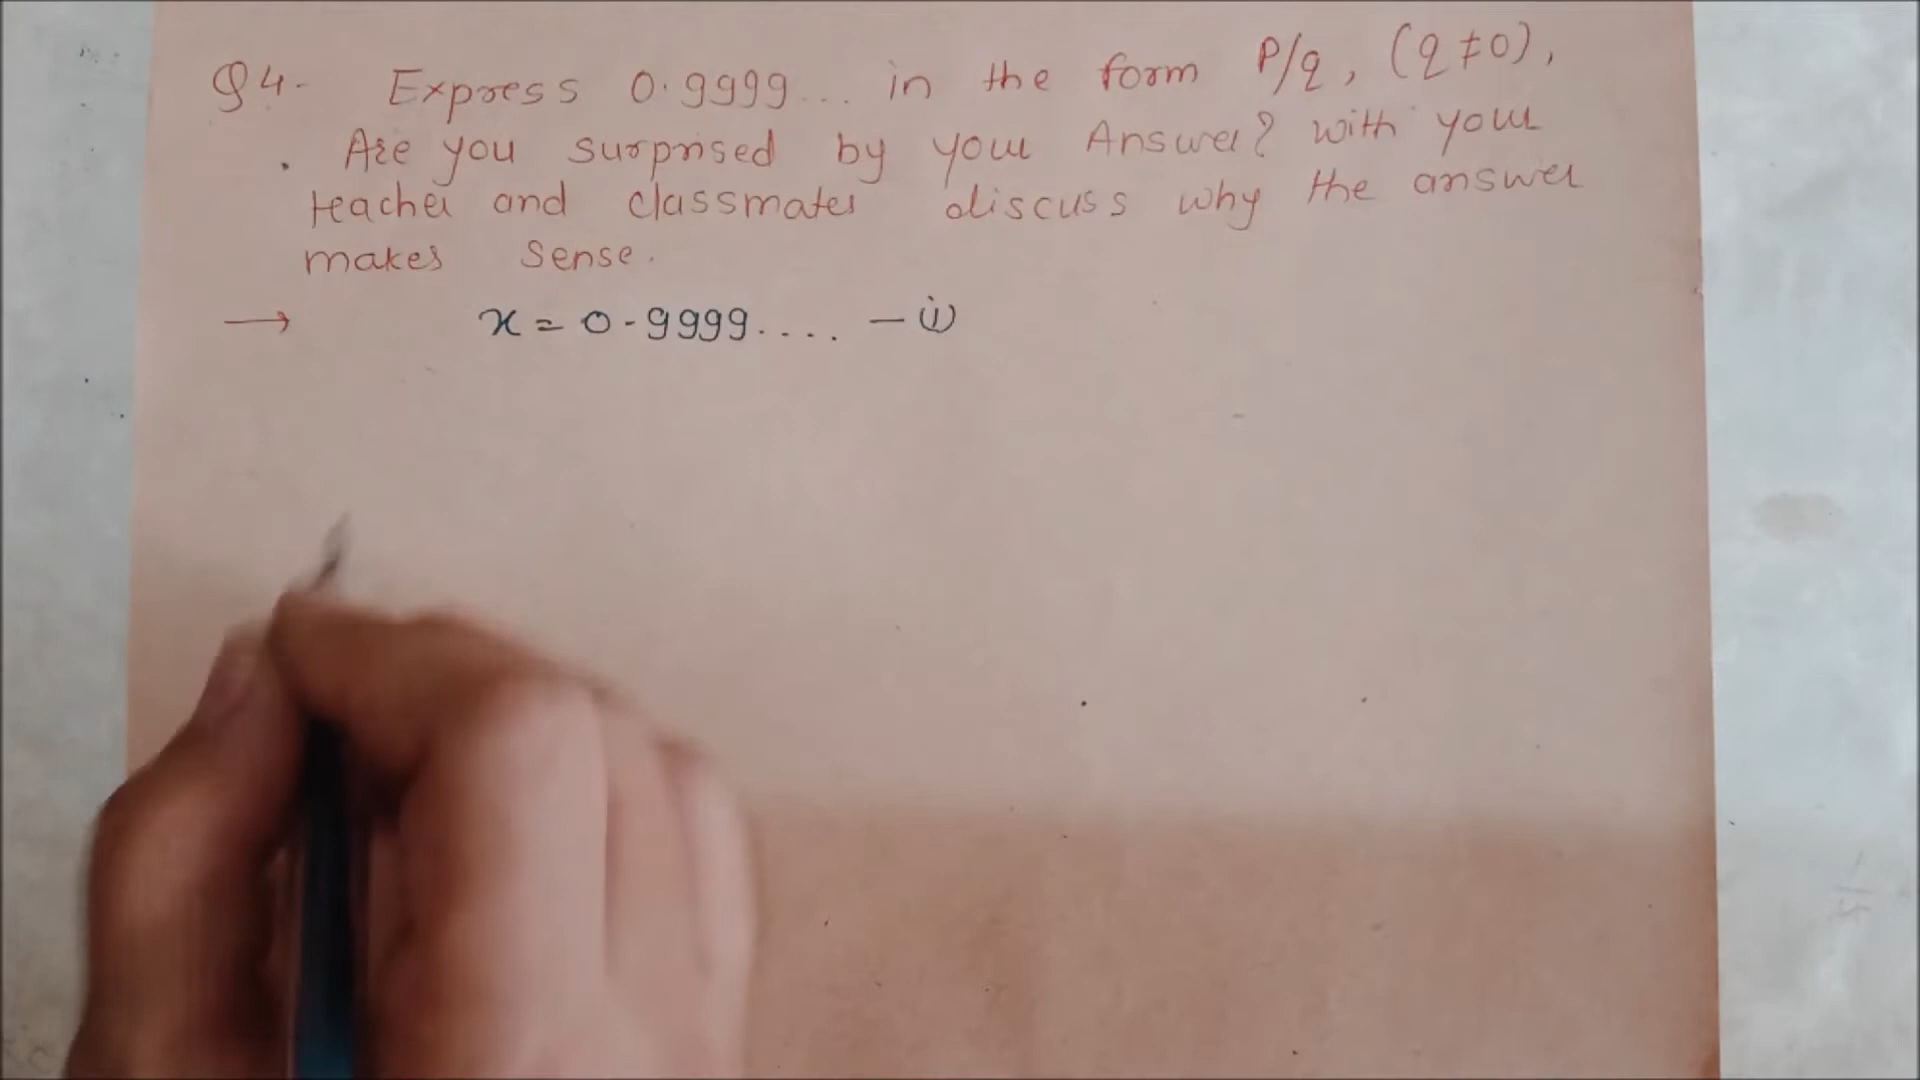 Q4- Express 0.9999... in the form P/q, (q≠0),
. Are you surprised by your Answer? with your
teacher and classmates discuss why the answer
makes sense.
→ x = 0.9999.... - (i)